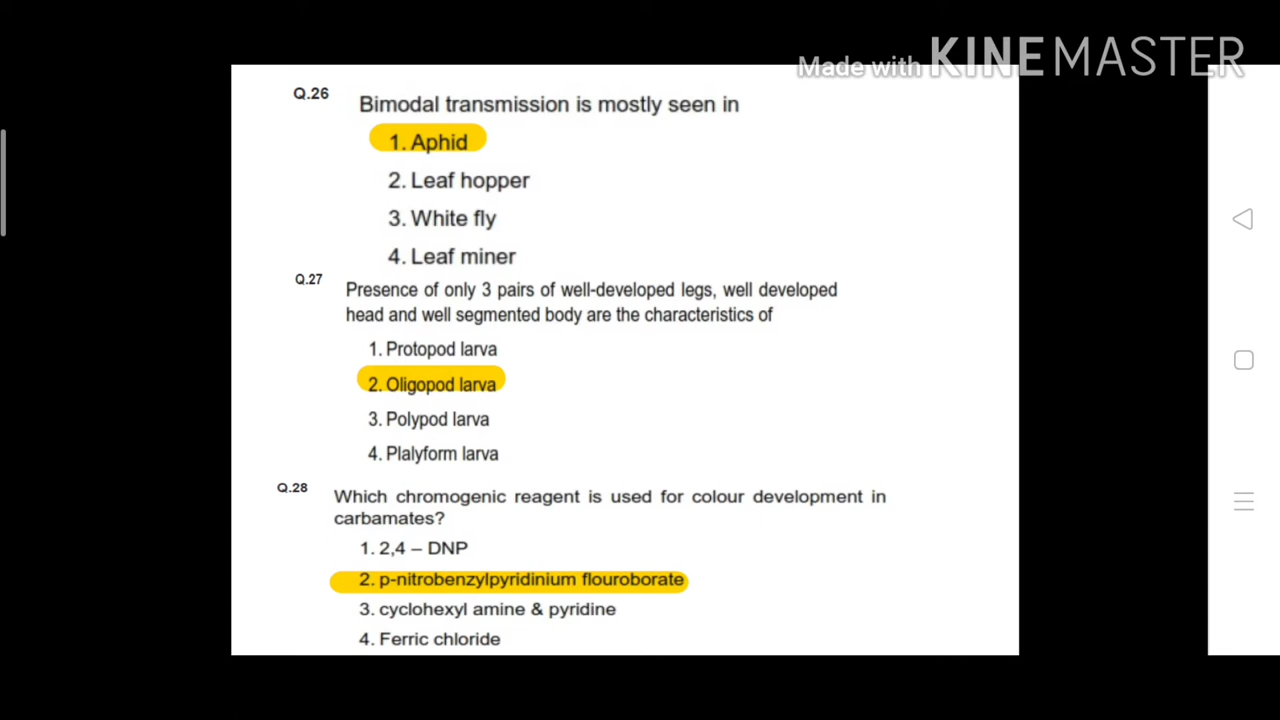 Made with KINEMASTER
Q.26
Bimodal transmission is mostly seen in
1. Aphid
2. Leaf hopper
3. White fly
4. Leaf miner
Q.27
Presence of only 3 pairs of well-developed legs, well developed
head and well segmented body are the characteristics of
1. Protopod larva
2. Oligopod larva
3. Polypod larva
4. Plalyform larva
Q.28
Which chromogenic reagent is used for colour development in
carbamates?
1. 2,4 – DNP
2. p-nitrobenzylpyridinium flouroborate
3. cyclohexyl amine & pyridine
4. Ferric chloride